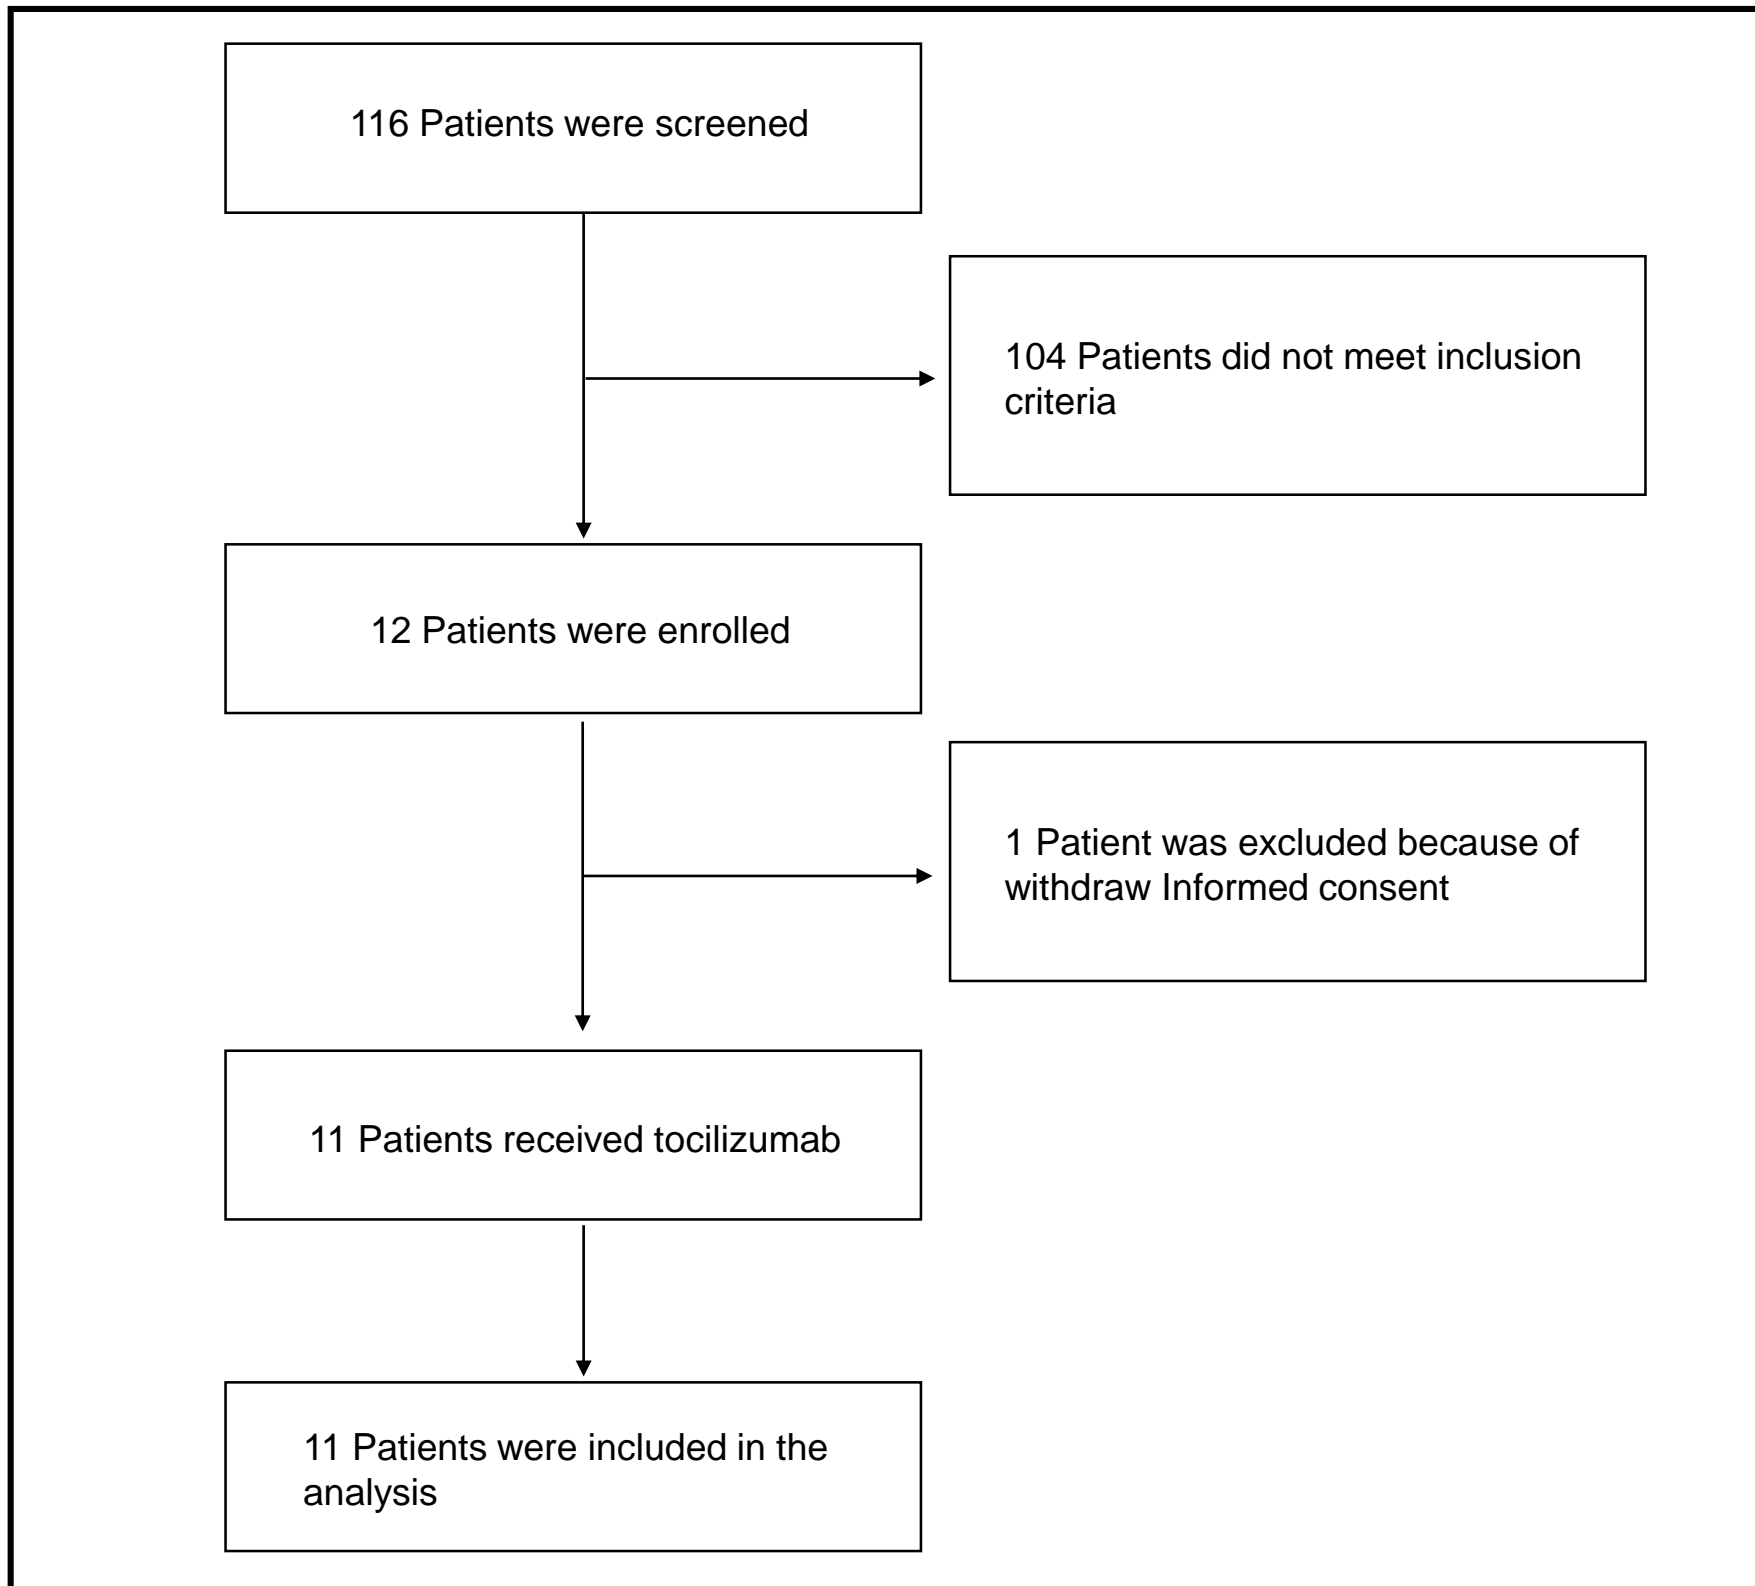 116 Patients were screened
104 Patients did not meet inclusion
criteria
12 Patients were enrolled
1 Patient was excluded because of
withdraw Informed consent
11 Patients received tocilizumab
11 Patients were included in the
analysis